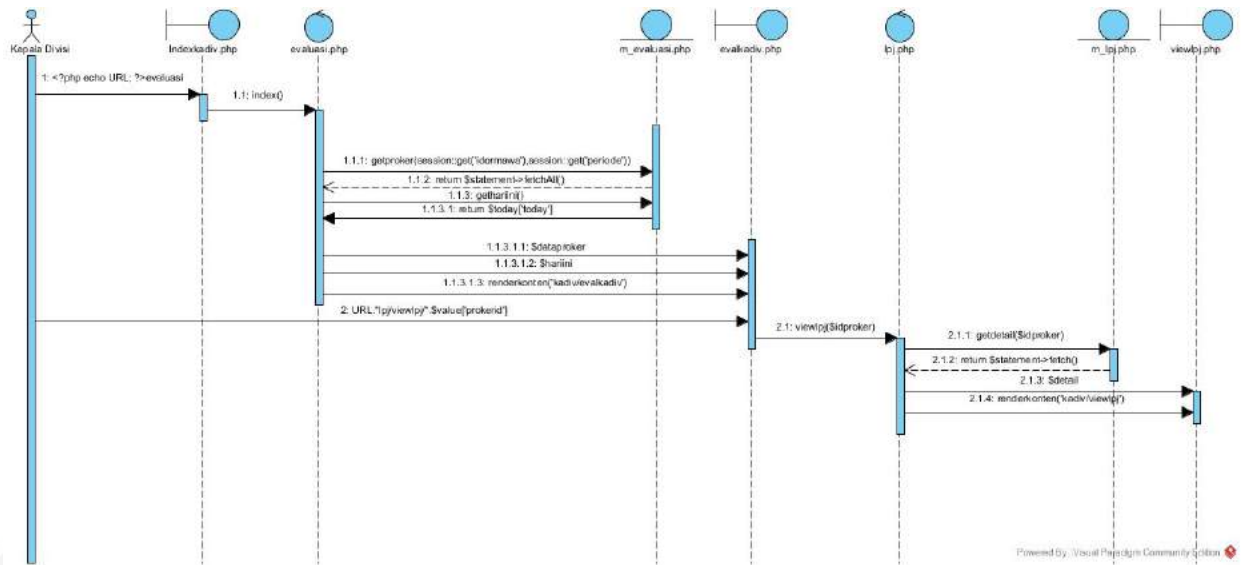 Kepala Divisi
Indexkadiv.php
evaluasi.php
m_evaluasi.php
evalkadiv.php
lpj.php
m_lpj.php
viewlpj.php
1: <?php echo URL; ?>evaluasi
1.1: index()
1.1.1: getproker(session::get('idormawa'),session::get('periode'))
1.1.2: return $statement->fetchAll()
1.1.3: gethariini()
1.1.3.1: return $today['today']
1.1.3.1.1: $dataproker
1.1.3.1.2: $hariini
1.1.3.1.3: renderkonten('kadiv/evalkadiv')
2: URL."lpj/viewlpj/".$value['prokerid']
2.1: viewlpj($idproker)
2.1.1: getdetail($idproker)
2.1.2: return $statement->fetch()
2.1.3: $detail
2.1.4: renderkonten('kadiv/viewlpj')
Powered By Visual Paradigm Community Edition